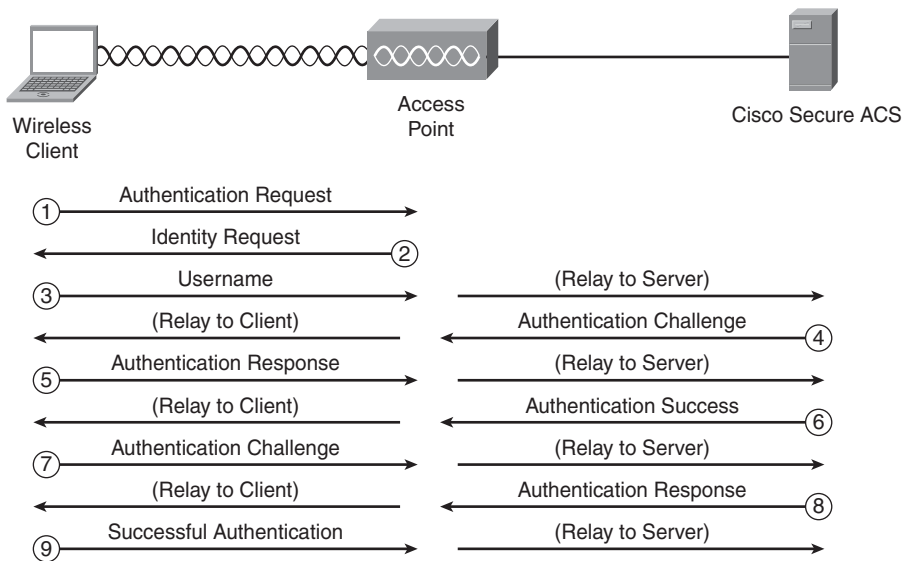 Wireless
Client
Access
Point
Cisco Secure ACS
1 Authentication Request
Identity Request 2
3 Username (Relay to Server)
(Relay to Client) Authentication Challenge 4
5 Authentication Response (Relay to Server)
(Relay to Client) Authentication Success 6
7 Authentication Challenge (Relay to Server)
(Relay to Client) Authentication Response 8
9 Successful Authentication (Relay to Server)